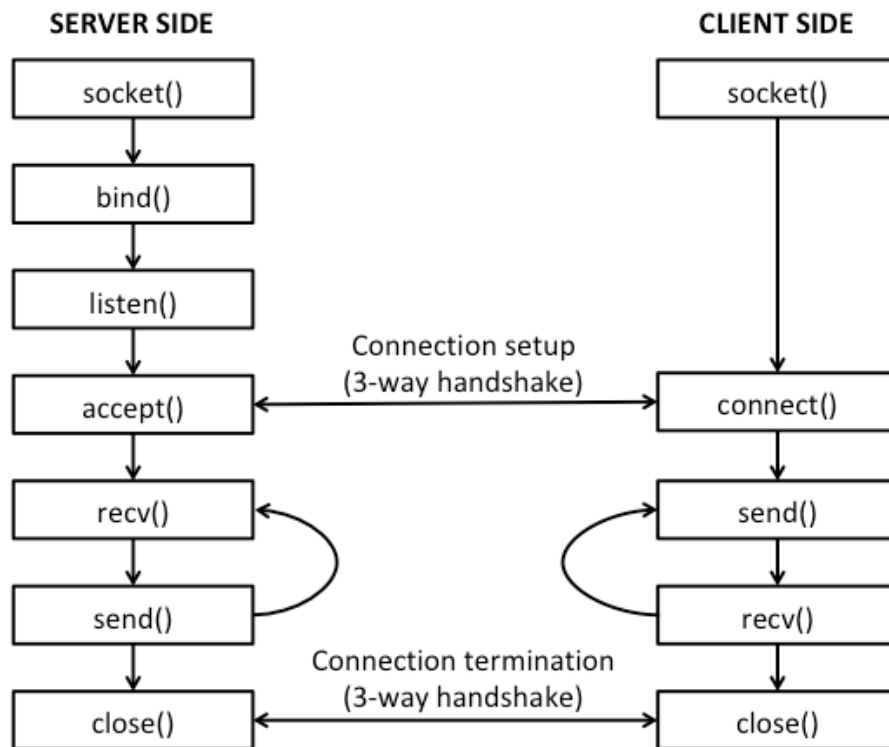 SERVER SIDE
CLIENT SIDE
socket()
socket()
bind()
listen()
Connection setup
(3-way handshake)
accept()
connect()
recv()
send()
send()
recv()
Connection termination
(3-way handshake)
close()
close()